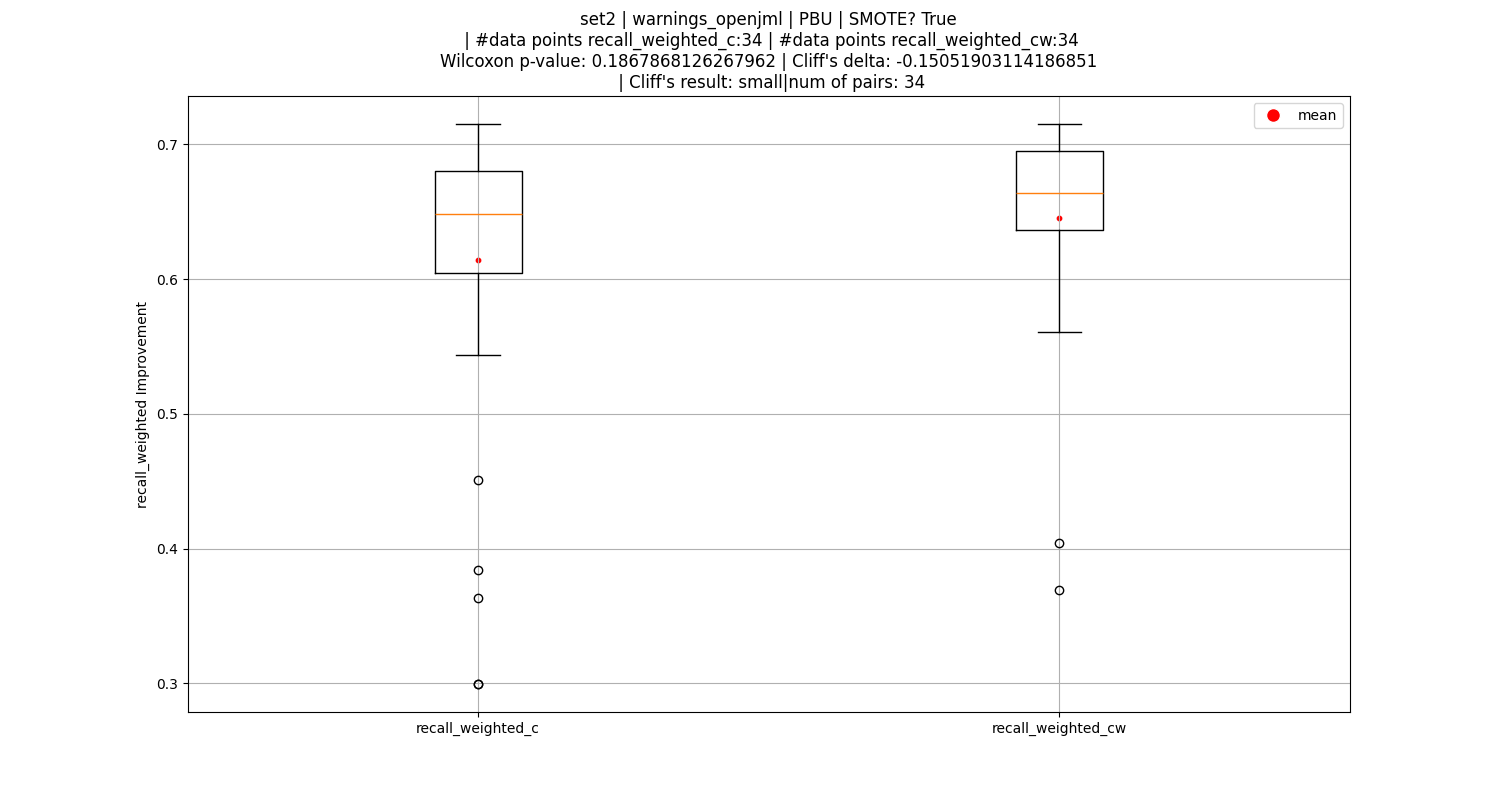 set2 | warnings_openjml | PBU | SMOTE? True
| #data points recall_weighted_c:34 | #data points recall_weighted_cw:34
Wilcoxon p-value: 0.1867868126267962 | Cliff's delta: -0.15051903114186851
| Cliff's result: small|num of pairs: 34
mean
0.7
0.6
0.5
0.4
0.3
recall_weighted Improvement
recall_weighted_c
recall_weighted_cw